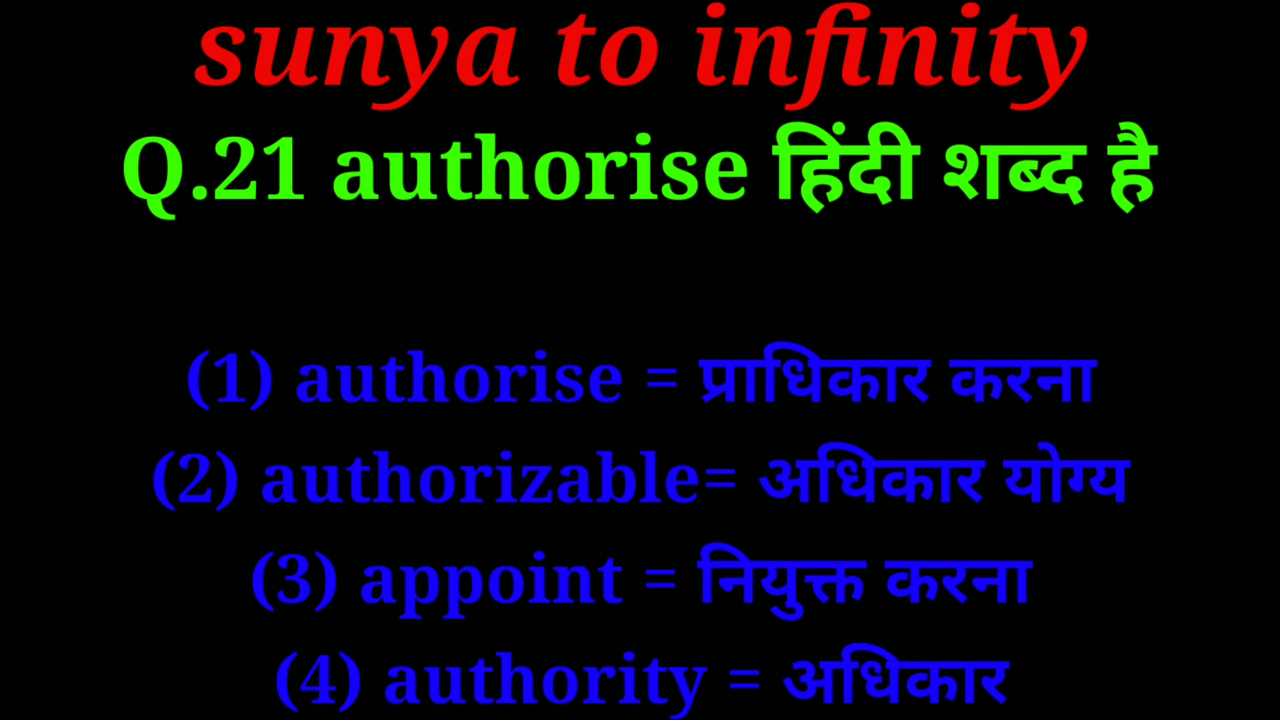 sunya to infinity
Q.21 authorise हिंदी शब्द है
(1) authorise = प्राधिकार करना
(2) authorizable= अधिकार योग्य
(3) appoint = नियुक्त करना
(4) authority = अधिकार